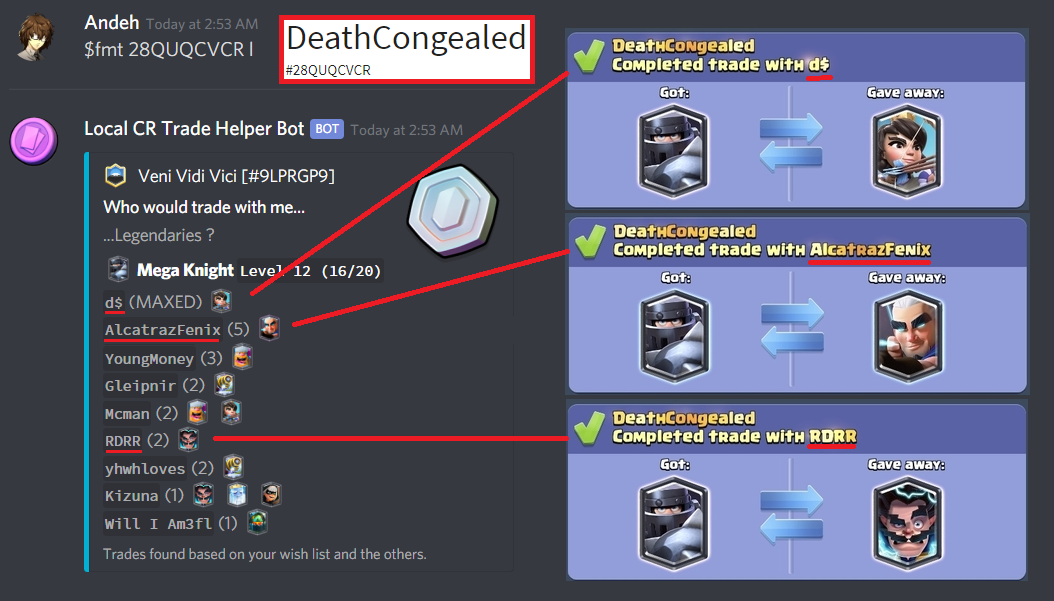 Andeh Today at 2:53 AM
$fmt 28QUQCVCR l
DeathCongealed
#28QUQCVCR
Local CR Trade Helper Bot BOT Today at 2:53 AM
Veni Vidi Vici [#9LPRGP9]
Who would trade with me...
...Legendaries ?
Mega Knight Level 12 (16/20)
d$ (MAXED)
AlcatrazFenix (5)
YoungMoney (3)
Gleipnir (2)
Mcman (2)
RDRR (2)
yhwhloves (2)
Kizuna (1)
Will I Am3fl (1)
Trades found based on your wish list and the others.
DeathCongealed
Completed trade with d$
Got: Gave away:
DeathCongealed
Completed trade with AlcatrazFenix
Got: Gave away:
DeathCongealed
Completed trade with RDRR
Got: Gave away: